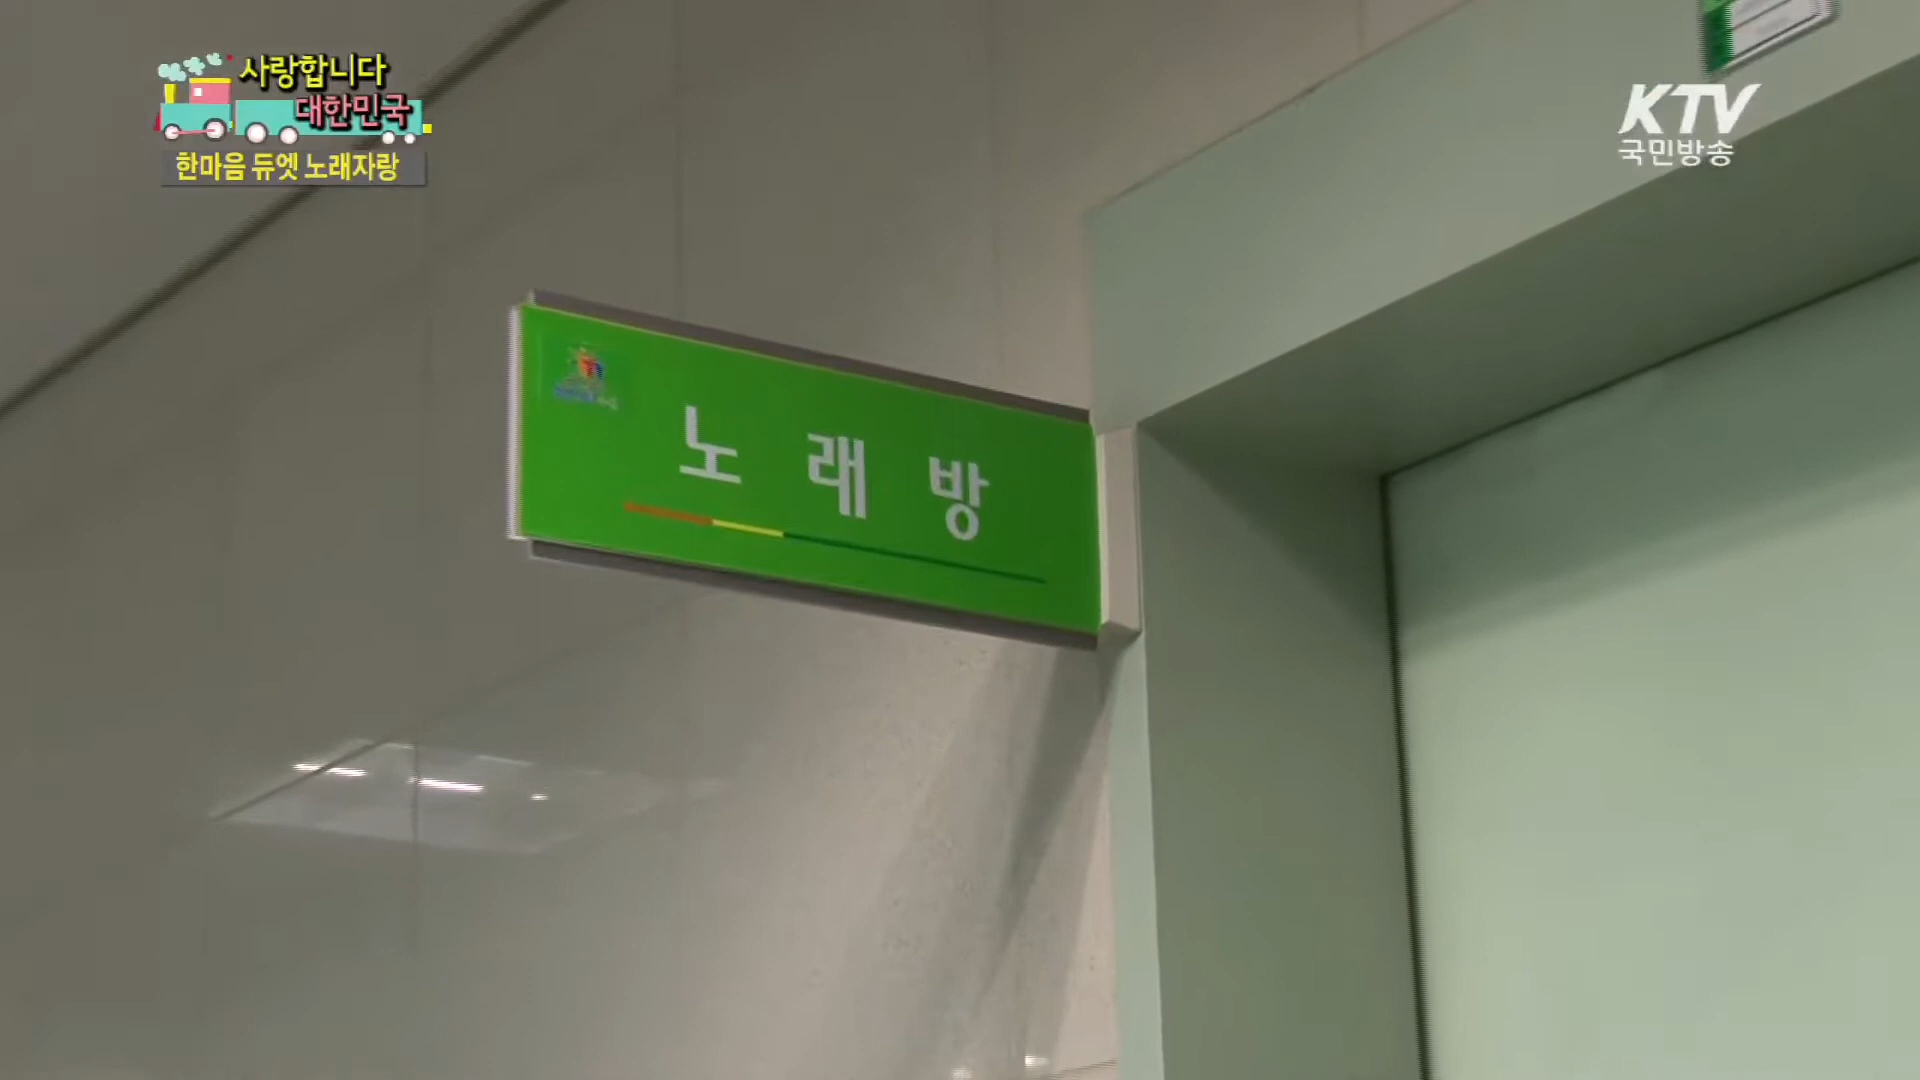 사랑합니다
대한민국
한마음 듀엣 노래자랑
KTV
국민방송
노래방